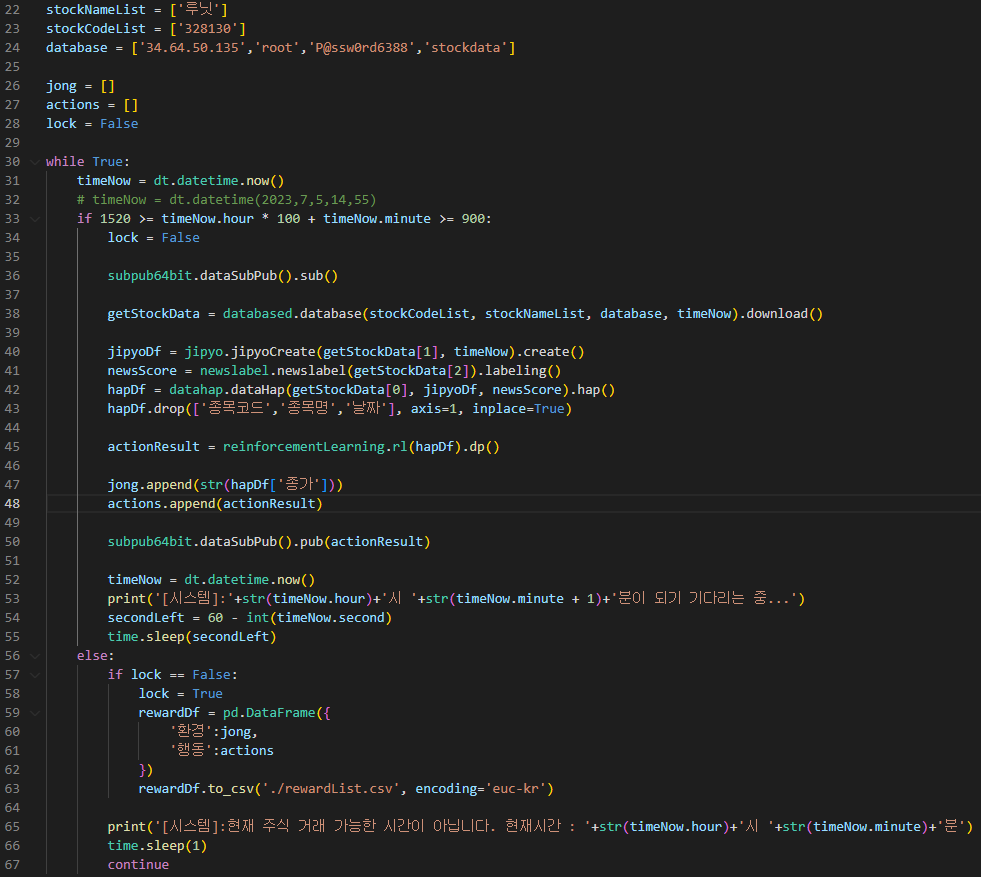 22 stockNameList = ['루닛']
23 stockCodeList = ['328130']
24 database = ['34.64.50.135','root','P@ssw0rd6388','stockdata']
25
26 jong = []
27 actions = []
28 lock = False
29
30 while True:
31     timeNow = dt.datetime.now()
32     # timeNow = dt.datetime(2023,7,5,14,55)
33     if 1520 >= timeNow.hour * 100 + timeNow.minute >= 900:
34         lock = False
35
36         subpub64bit.dataSubPub().sub()
37
38         getStockData = databased.database(stockCodeList, stockNameList, database, timeNow).download()
39
40         jipyoDf = jipyo.jipyoCreate(getStockData[1], timeNow).create()
41         newsScore = newslabel.newslabel(getStockData[2]).labeling()
42         hapDf = datahap.dataHap(getStockData[0], jipyoDf, newsScore).hap()
43         hapDf.drop(['종목코드','종목명','날짜'], axis=1, inplace=True)
44
45         actionResult = reinforcementLearning.rl(hapDf).dp()
46
47         jong.append(str(hapDf['종가']))
48         actions.append(actionResult)
49
50         subpub64bit.dataSubPub().pub(actionResult)
51
52         timeNow = dt.datetime.now()
53         print('[시스템]:'+str(timeNow.hour)+'시 '+str(timeNow.minute + 1)+'분이 되기 기다리는 중...')
54         secondLeft = 60 - int(timeNow.second)
55         time.sleep(secondLeft)
56     else:
57         if lock == False:
58             lock = True
59             rewardDf = pd.DataFrame({
60                 '환경':jong,
61                 '행동':actions
62             })
63             rewardDf.to_csv('./rewardList.csv', encoding='euc-kr')
64
65         print('[시스템]:현재 주식 거래 가능한 시간이 아닙니다. 현재시간 : '+str(timeNow.hour)+'시 '+str(timeNow.minute)+'분')
66         time.sleep(1)
67         continue